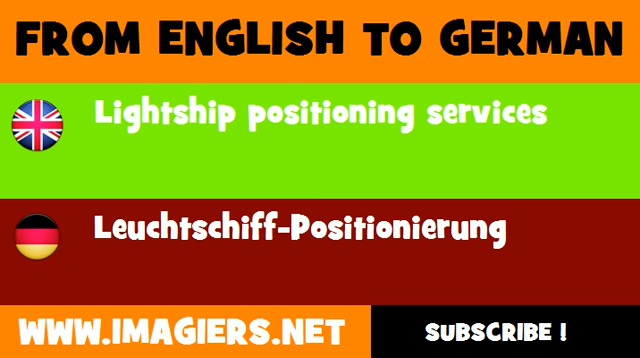 FROM ENGLISH TO GERMAN
Lightship positioning services
Leuchtschiff-Positionierung
WWW.IMAGIERS.NET
SUBSCRIBE !